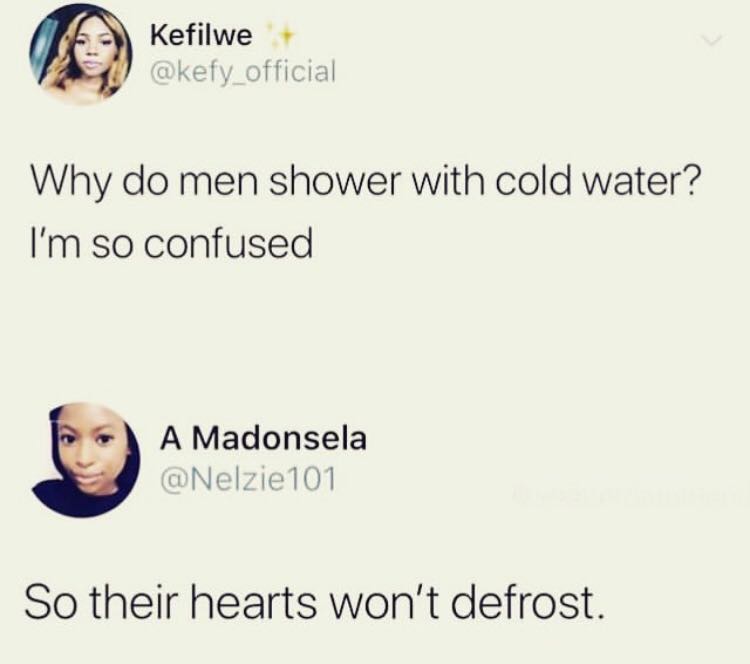 Kefilwe ✨
@kefy_official
Why do men shower with cold water?
I'm so confused
A Madonsela
@Nelzie101
So their hearts won't defrost.